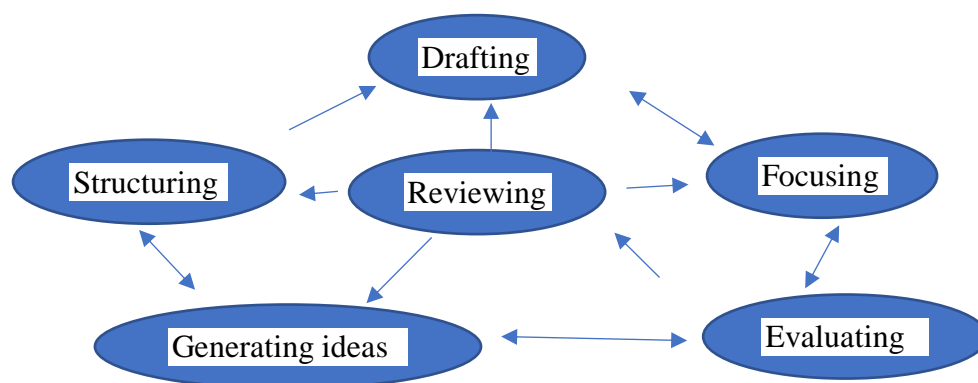 Drafting
Structuring
Reviewing
Focusing
Generating ideas
Evaluating